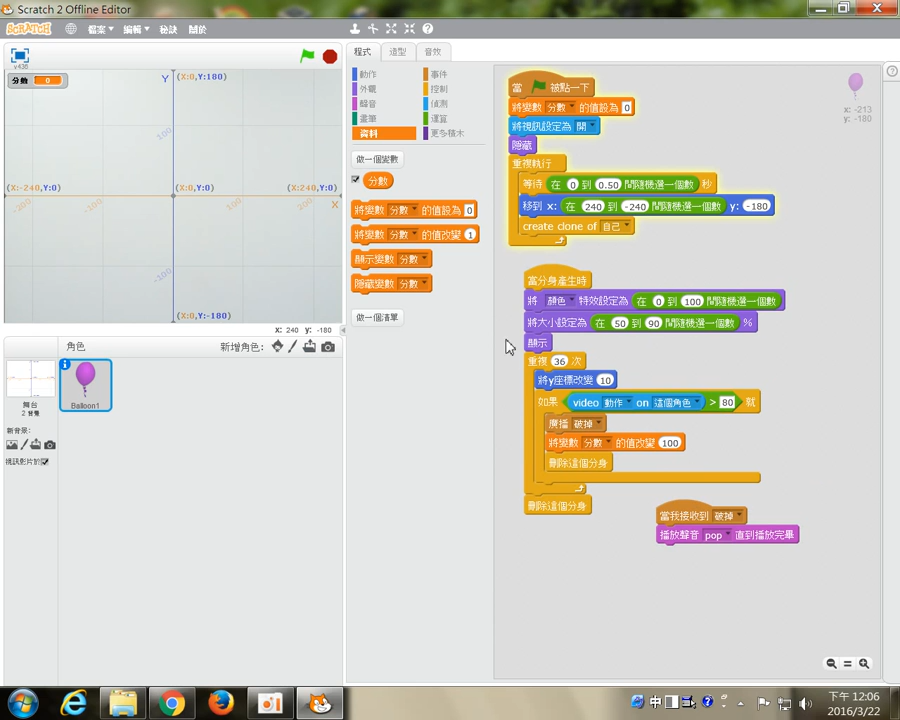 Scratch 2 Offline Editor
SCRATCH 檔案 編輯 秘訣 關於
v438
分數 0
Y (X:0,Y:180)
100
(X:-240,Y:0) (X:0,Y:0) (X:240,Y:0)
-200 -100 100 200 X
-100
(X:0,Y:-180)
x: 240 y: -180
角色 新增角色:
舞台
2 背景
新背景:
視訊影片於
Balloon1
程式 造型 音效
動作 事件
外觀 控制
聲音 偵測
畫筆 運算
資料 更多積木
做一個變數
分數
將變數 分數 的值設為 0
將變數 分數 的值改變 1
顯示變數 分數
隱藏變數 分數
做一個清單
當 被點一下
將變數 分數 的值設為 0
將視訊設定為 開
隱藏
重複執行
等待 在 0 到 0.50 間隨機選一個數 秒
移到 x: 在 240 到 -240 間隨機選一個數 y: -180
create clone of 自己
當分身產生時
將 顏色 特效設定為 在 0 到 100 間隨機選一個數
將大小設定為 在 50 到 90 間隨機選一個數 %
顯示
重複 36 次
將y座標改變 10
如果 video 動作 on 這個角色 > 80 就
廣播 破掉
將變數 分數 的值改變 100
刪除這個分身
刪除這個分身
當我接收到 破掉
播放聲音 pop 直到播放完畢
x: -213
y: -180
中
下午 12:06
2016/3/22